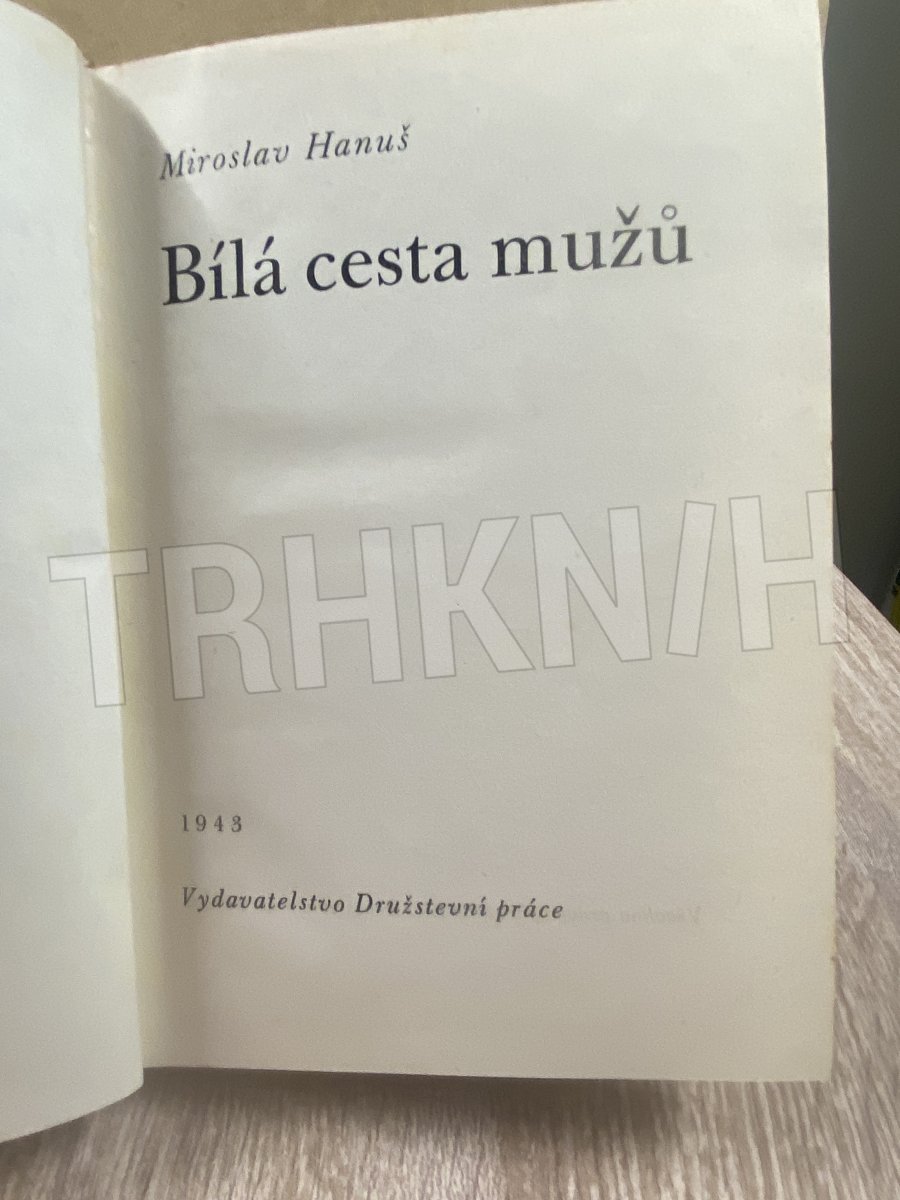 Miroslav Hanuš
Bílá cesta mužů
TRHKNIH
1943
Vydavatelstvo Družstevní práce